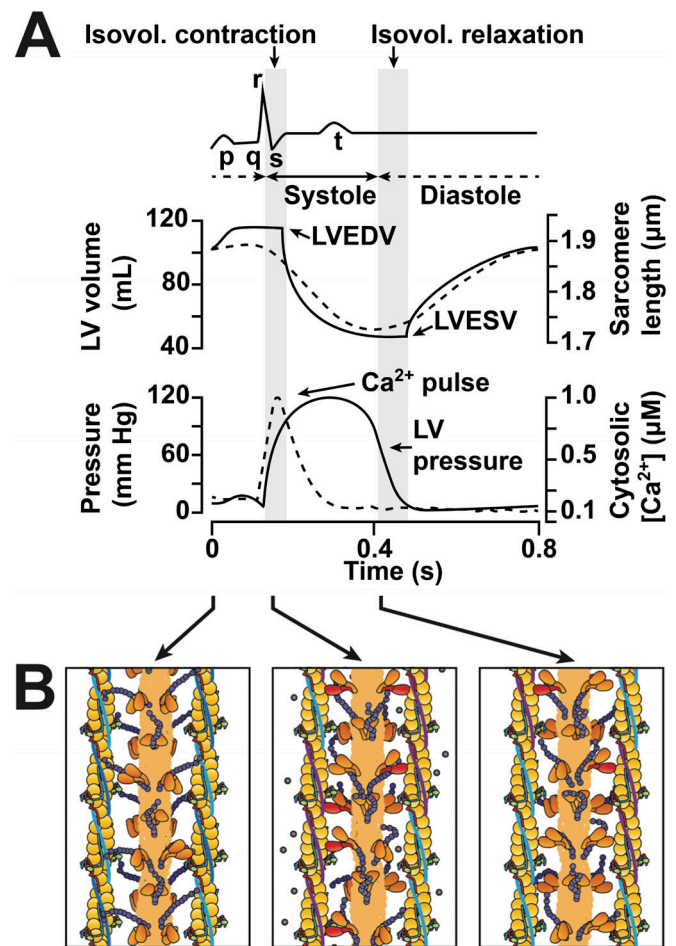 A
Isovol. contraction
Isovol. relaxation
r
p q s t
Systole
Diastole
120
80
40
LV volume
(mL)
LVEDV
LVESV
1.9
1.8
1.7
Sarcomere
length (µm)
120
60
0
Pressure
(mm Hg)
Ca²⁺ pulse
LV
pressure
1.0
0.5
0.1
Cytosolic
[Ca²⁺] (µM)
0 0.4 0.8
Time (s)
B